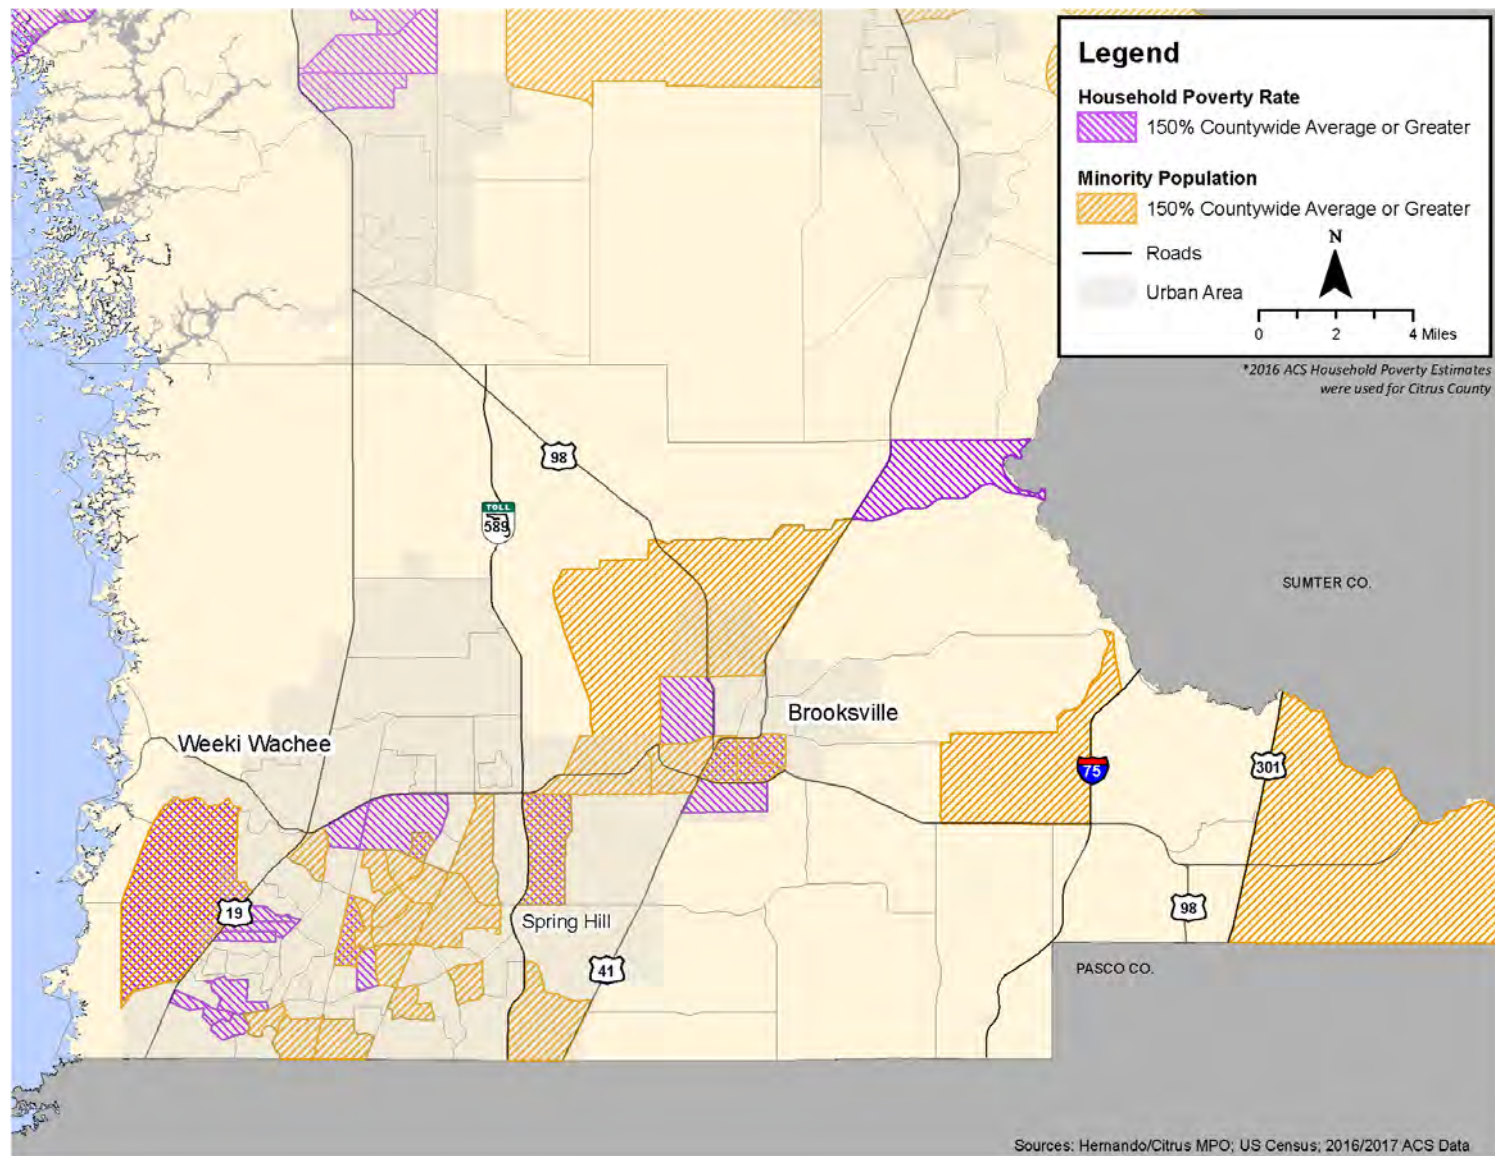 Legend
Household Poverty Rate
150% Countywide Average or Greater
Minority Population
150% Countywide Average or Greater
N
Roads
Urban Area
0 2 4 Miles
*2016 ACS Household Poverty Estimates
were used for Citrus County
98
TOLL
589
SUMTER CO.
Brooksville
Weeki Wachee
75
301
19
Spring Hill
98
41
PASCO CO.
Sources: Hernando/Citrus MPO; US Census; 2016/2017 ACS Data